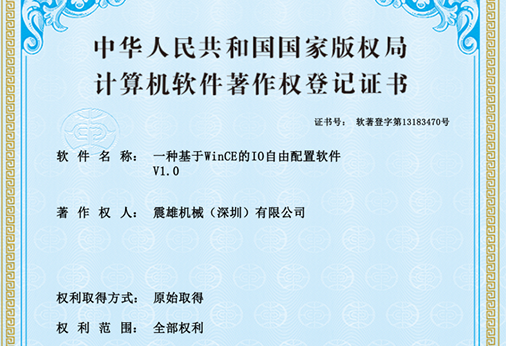 中华人民共和国国家版权局
计算机软件著作权登记证书
证书号： 软著登字第13183470号
软 件 名 称： 一种基于WinCE的IO自由配置软件
V1.0
著 作 权 人： 震雄机械（深圳）有限公司
权利取得方式： 原始取得
权 利 范 围： 全部权利